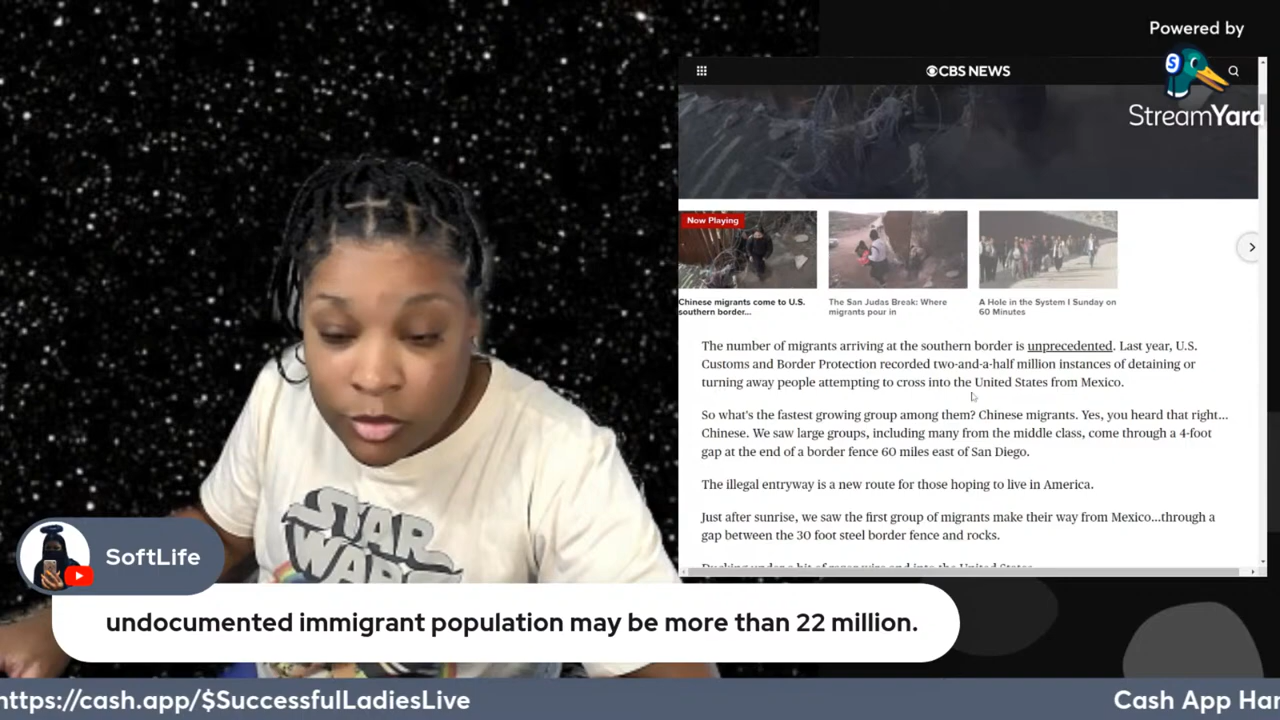 Powered by
StreamYard
CBS NEWS
Now Playing
Chinese migrants come to U.S.
southern border...
The San Judas Break: Where
migrants pour in
A Hole in the System I Sunday on
60 Minutes
The number of migrants arriving at the southern border is unprecedented. Last year, U.S.
Customs and Border Protection recorded two-and-a-half million instances of detaining or
turning away people attempting to cross into the United States from Mexico.
So what's the fastest growing group among them? Chinese migrants. Yes, you heard that right...
Chinese. We saw large groups, including many from the middle class, come through a 4-foot
gap at the end of a border fence 60 miles east of San Diego.
The illegal entryway is a new route for those hoping to live in America.
Just after sunrise, we saw the first group of migrants make their way from Mexico...through a
gap between the 30 foot steel border fence and rocks.
STAR
WARS
SoftLife
undocumented immigrant population may be more than 22 million.
https://cash.app/$SuccessfulLadiesLive
Cash App Han